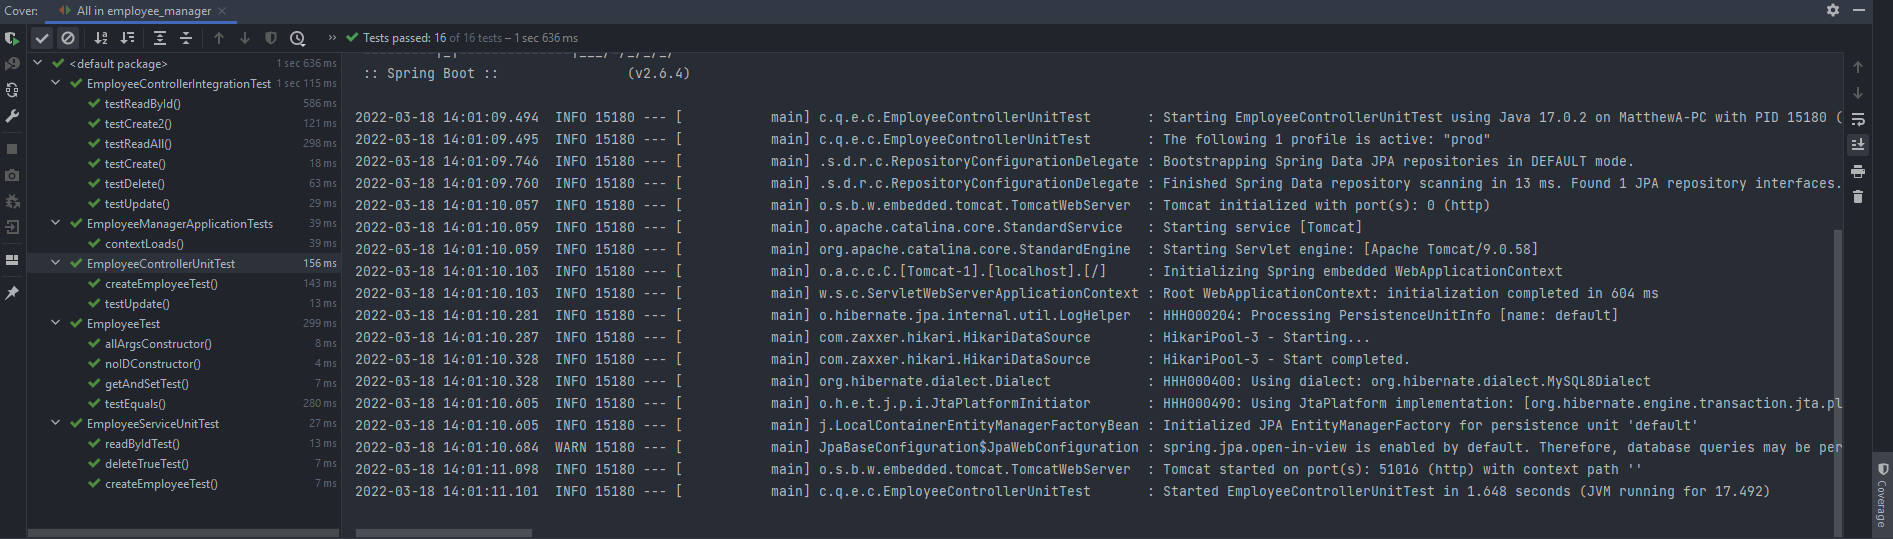 Cover: All in employee_manager
Tests passed: 16 of 16 tests – 1 sec 636 ms
<default package> 1 sec 636 ms
EmployeeControllerIntegrationTest 1 sec 115 ms
testReadById() 586 ms
testCreate2() 121 ms
testReadAll() 298 ms
testCreate() 18 ms
testDelete() 63 ms
testUpdate() 29 ms
EmployeeManagerApplicationTests 39 ms
contextLoads() 39 ms
EmployeeControllerUnitTest 156 ms
createEmployeeTest() 143 ms
testUpdate() 13 ms
EmployeeTest 299 ms
allArgsConstructor() 8 ms
noIDConstructor() 4 ms
getAndSetTest() 7 ms
testEquals() 280 ms
EmployeeServiceUnitTest 27 ms
readByIdTest() 13 ms
deleteTrueTest() 7 ms
createEmployeeTest() 7 ms
:: Spring Boot :: (v2.6.4)
2022-03-18 14:01:09.494 INFO 15180 --- [ main] c.q.e.c.EmployeeControllerUnitTest : Starting EmployeeControllerUnitTest using Java 17.0.2 on MatthewA-PC with PID 15180 (
2022-03-18 14:01:09.495 INFO 15180 --- [ main] c.q.e.c.EmployeeControllerUnitTest : The following 1 profile is active: "prod"
2022-03-18 14:01:09.746 INFO 15180 --- [ main] .s.d.r.c.RepositoryConfigurationDelegate : Bootstrapping Spring Data JPA repositories in DEFAULT mode.
2022-03-18 14:01:09.760 INFO 15180 --- [ main] .s.d.r.c.RepositoryConfigurationDelegate : Finished Spring Data repository scanning in 13 ms. Found 1 JPA repository interfaces.
2022-03-18 14:01:10.057 INFO 15180 --- [ main] o.s.b.w.embedded.tomcat.TomcatWebServer : Tomcat initialized with port(s): 0 (http)
2022-03-18 14:01:10.059 INFO 15180 --- [ main] o.apache.catalina.core.StandardService : Starting service [Tomcat]
2022-03-18 14:01:10.059 INFO 15180 --- [ main] org.apache.catalina.core.StandardEngine : Starting Servlet engine: [Apache Tomcat/9.0.58]
2022-03-18 14:01:10.103 INFO 15180 --- [ main] o.a.c.c.C.[Tomcat-1].[localhost].[/] : Initializing Spring embedded WebApplicationContext
2022-03-18 14:01:10.103 INFO 15180 --- [ main] w.s.c.ServletWebServerApplicationContext : Root WebApplicationContext: initialization completed in 604 ms
2022-03-18 14:01:10.281 INFO 15180 --- [ main] o.hibernate.jpa.internal.util.LogHelper : HHH000204: Processing PersistenceUnitInfo [name: default]
2022-03-18 14:01:10.287 INFO 15180 --- [ main] com.zaxxer.hikari.HikariDataSource : HikariPool-3 - Starting...
2022-03-18 14:01:10.328 INFO 15180 --- [ main] com.zaxxer.hikari.HikariDataSource : HikariPool-3 - Start completed.
2022-03-18 14:01:10.328 INFO 15180 --- [ main] org.hibernate.dialect.Dialect : HHH000400: Using dialect: org.hibernate.dialect.MySQL8Dialect
2022-03-18 14:01:10.605 INFO 15180 --- [ main] o.h.e.t.j.p.i.JtaPlatformInitiator : HHH000490: Using JtaPlatform implementation: [org.hibernate.engine.transaction.jta.pl
2022-03-18 14:01:10.605 INFO 15180 --- [ main] j.LocalContainerEntityManagerFactoryBean : Initialized JPA EntityManagerFactory for persistence unit 'default'
2022-03-18 14:01:10.684 WARN 15180 --- [ main] JpaBaseConfiguration$JpaWebConfiguration : spring.jpa.open-in-view is enabled by default. Therefore, database queries may be per
2022-03-18 14:01:11.098 INFO 15180 --- [ main] o.s.b.w.embedded.tomcat.TomcatWebServer : Tomcat started on port(s): 51016 (http) with context path ''
2022-03-18 14:01:11.101 INFO 15180 --- [ main] c.q.e.c.EmployeeControllerUnitTest : Started EmployeeControllerUnitTest in 1.648 seconds (JVM running for 17.492)
Coverage